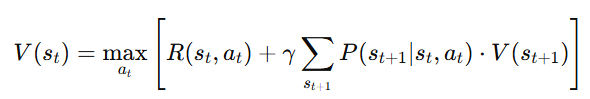 V(s_t) = max_{a_t} [ R(s_t, a_t) + γ ∑_{s_{t+1}} P(s_{t+1}|s_t, a_t) · V(s_{t+1}) ]